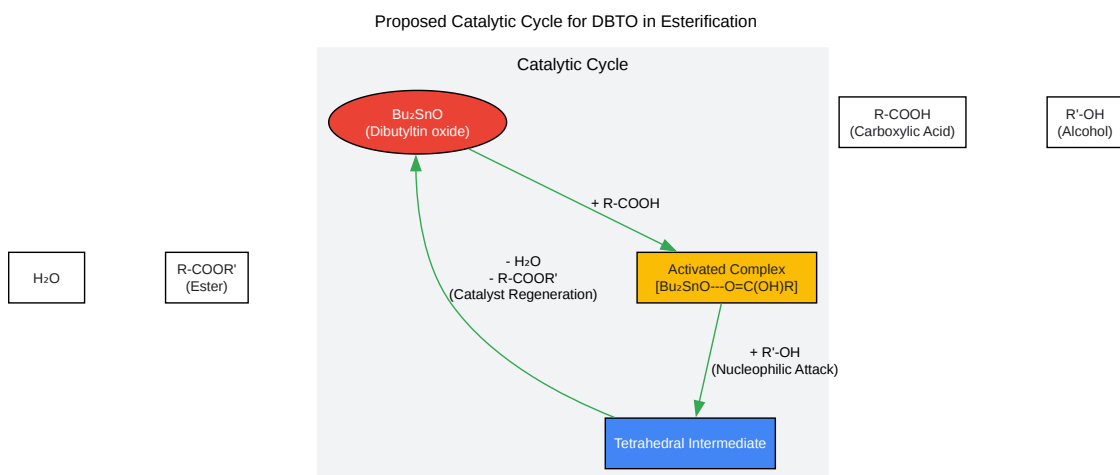 Proposed Catalytic Cycle for DBTO in Esterification
Catalytic Cycle
Bu₂SnO
(Dibutyltin oxide)
R-COOH
(Carboxylic Acid)
R'-OH
(Alcohol)
+ R-COOH
H₂O
R-COOR'
(Ester)
- H₂O
- R-COOR'
(Catalyst Regeneration)
Activated Complex
[Bu₂SnO---O=C(OH)R]
+ R'-OH
(Nucleophilic Attack)
Tetrahedral Intermediate